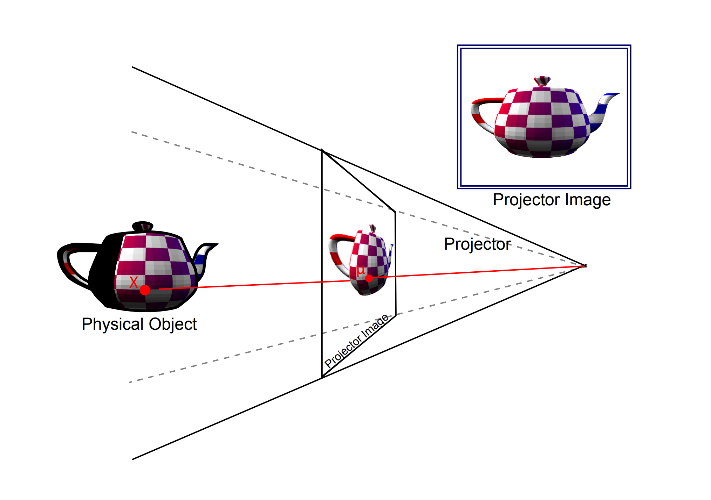 Projector Image
Projector
X
μ
Physical Object
Projector Image